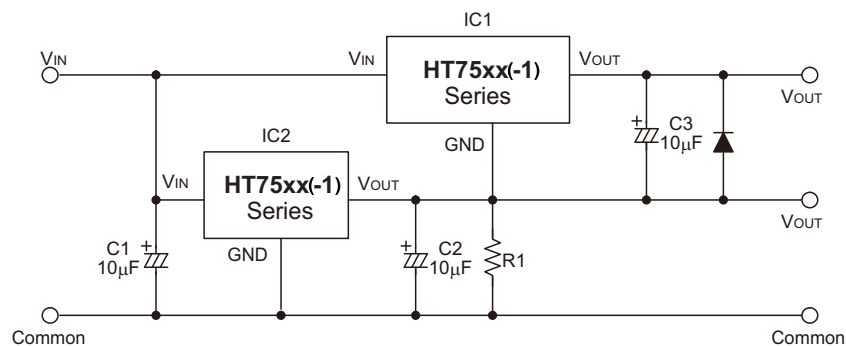 IC1
VIN
VIN
HT75xx(-1)
Series
VOUT
VOUT
GND
C3
10μF
IC2
VIN
HT75xx(-1)
Series
VOUT
VOUT
GND
C1
10μF
C2
10μF
R1
Common
Common
+
+
+